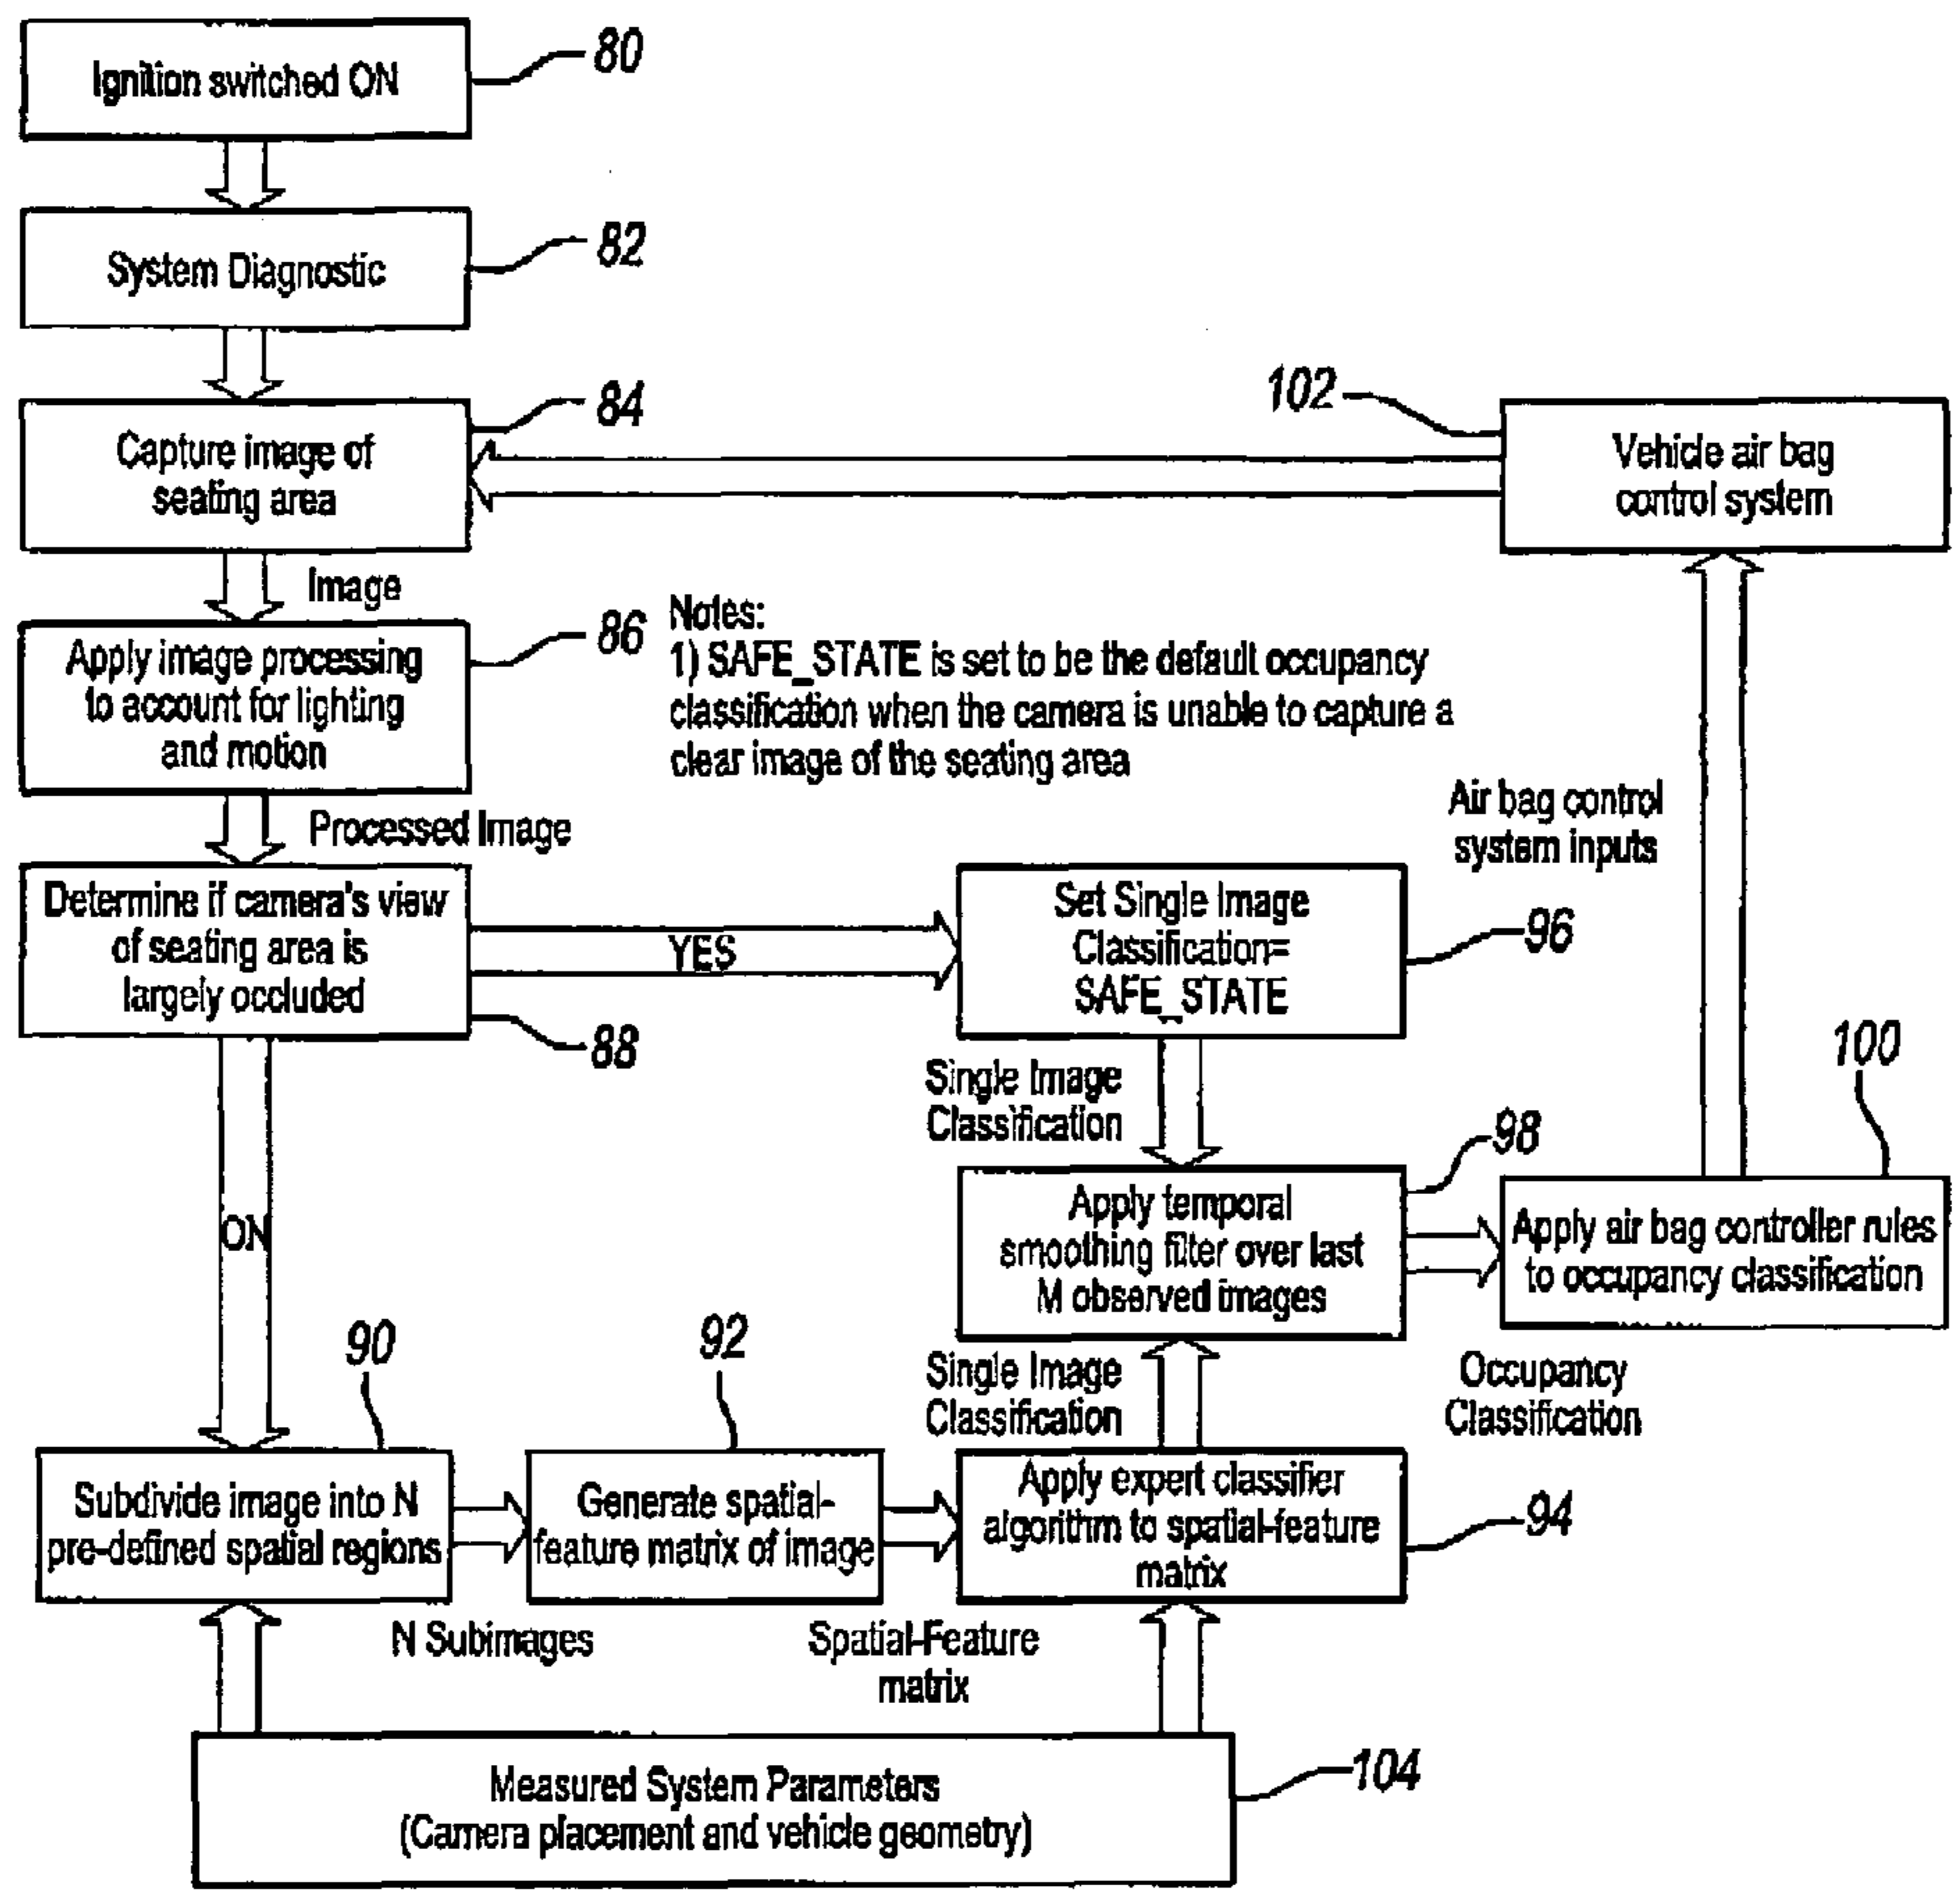 Ignition switched ON
80
System Diagnostic
82
Capture image of
seating area
84
102
Vehicle air bag
control system
Image
Apply image processing
to account for lighting
and motion
86
Notes:
1) SAFE_STATE is set to be the default occupancy
classification when the camera is unable to capture a
clear image of the seating area
Processed Image
Air bag control
system inputs
Determine if camera's view
of seating area is
largely occluded
88
YES
Set Single Image
Classification=
SAFE_STATE
96
Single Image
Classification
ON
Apply temporal
smoothing filter over last
M observed images
98
100
Apply air bag controller rules
to occupancy classification
Single Image
Classification
Occupancy
Classification
90
Subdivide image into N
pre-defined spatial regions
92
Generate spatial-
feature matrix of image
Apply expert classifier
algorithm to spatial-feature
matrix
94
N Subimages
Spatial-Feature
matrix
Measured System Parameters
(Camera placement and vehicle geometry)
104